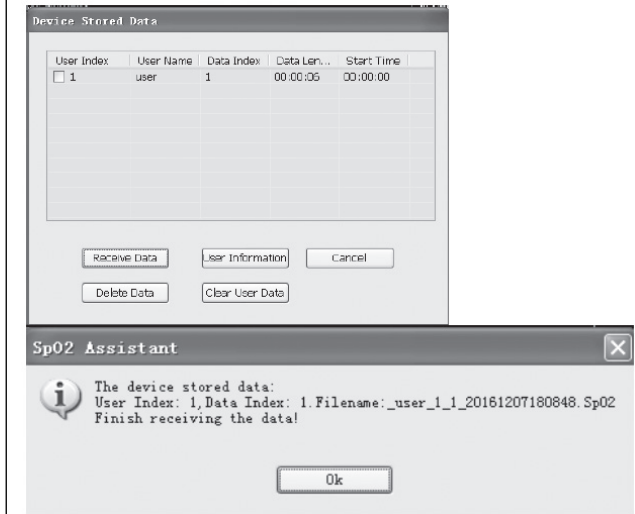 Device Stored Data
User Index User Name Data Index Data Len... Start Time
1 user 1 00:00:06 00:00:00
Receive Data User Information Cancel
Delete Data Clear User Data
SpO2 Assistant
The device stored data:
User Index: 1,Data Index: 1.Filename:_user_1_1_20161207180848.SpO2
Finish receiving the data!
Ok